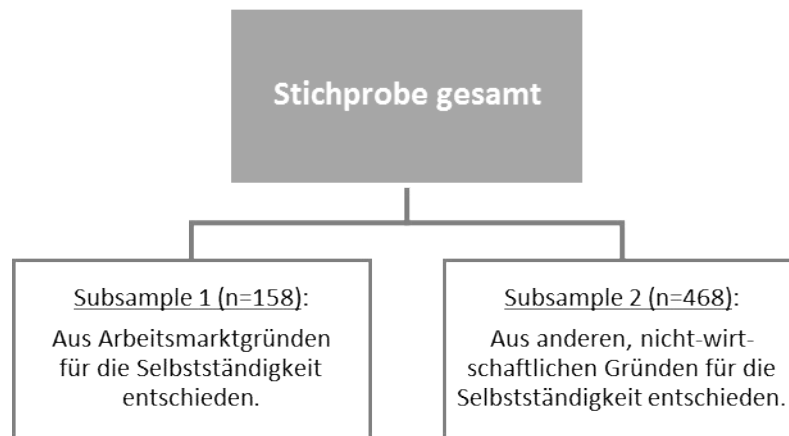 Stichprobe gesamt
Subsample 1 (n=158):
Aus Arbeitsmarktgründen
für die Selbstständigkeit
entschieden.
Subsample 2 (n=468):
Aus anderen, nicht-wirt-
schaftlichen Gründen für die
Selbstständigkeit entschieden.